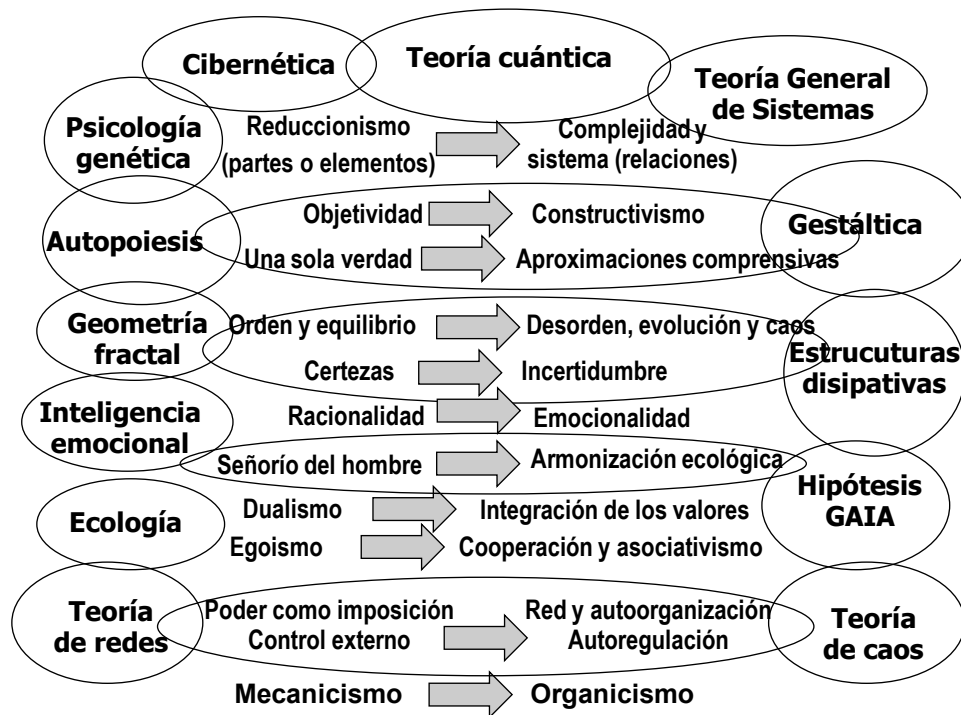 Cibernética
Teoría cuántica
Teoría General
de Sistemas
Psicología
genética
Reduccionismo
(partes o elementos)
Complejidad y
sistema (relaciones)
Autopoiesis
Objetividad
Constructivismo
Una sola verdad
Aproximaciones comprensivas
Gestáltica
Geometría
fractal
Orden y equilibrio
Desorden, evolución y caos
Certezas
Incertidumbre
Estrucuturas
disipativas
Inteligencia
emocional
Racionalidad
Emocionalidad
Señorío del hombre
Armonización ecológica
Hipótesis
GAIA
Ecología
Dualismo
Integración de los valores
Egoismo
Cooperación y asociativismo
Teoría
de redes
Poder como imposición
Control externo
Red y autoorganización
Autoregulación
Teoría
de caos
Mecanicismo
Organicismo